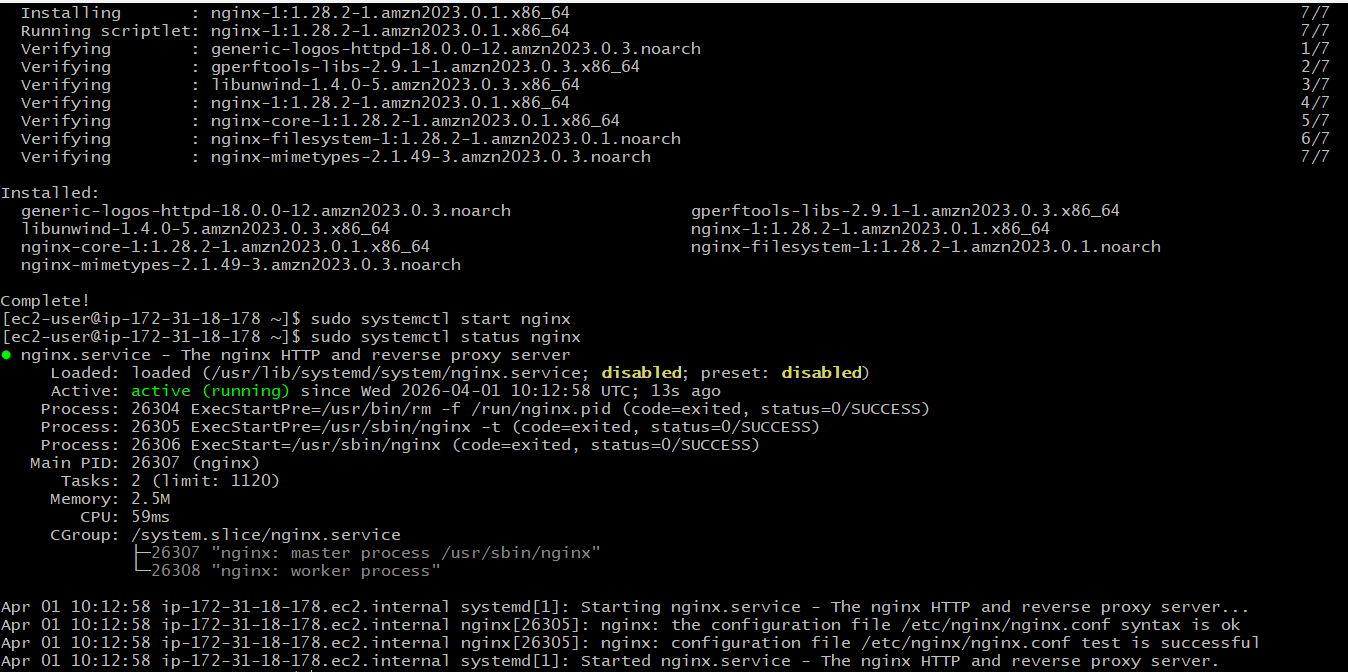 Installing       : nginx-1:1.28.2-1.amzn2023.0.1.x86_64 7/7
Running scriptlet: nginx-1:1.28.2-1.amzn2023.0.1.x86_64 7/7
Verifying        : generic-logos-httpd-18.0.0-12.amzn2023.0.3.noarch 1/7
Verifying        : gperftools-libs-2.9.1-1.amzn2023.0.3.x86_64 2/7
Verifying        : libunwind-1.4.0-5.amzn2023.0.3.x86_64 3/7
Verifying        : nginx-1:1.28.2-1.amzn2023.0.1.x86_64 4/7
Verifying        : nginx-core-1:1.28.2-1.amzn2023.0.1.x86_64 5/7
Verifying        : nginx-filesystem-1:1.28.2-1.amzn2023.0.1.noarch 6/7
Verifying        : nginx-mimetypes-2.1.49-3.amzn2023.0.3.noarch 7/7
Installed:
generic-logos-httpd-18.0.0-12.amzn2023.0.3.noarch gperftools-libs-2.9.1-1.amzn2023.0.3.x86_64
libunwind-1.4.0-5.amzn2023.0.3.x86_64 nginx-1:1.28.2-1.amzn2023.0.1.x86_64
nginx-core-1:1.28.2-1.amzn2023.0.1.x86_64 nginx-filesystem-1:1.28.2-1.amzn2023.0.1.noarch
nginx-mimetypes-2.1.49-3.amzn2023.0.3.noarch
Complete!
[ec2-user@ip-172-31-18-178 ~]$ sudo systemctl start nginx
[ec2-user@ip-172-31-18-178 ~]$ sudo systemctl status nginx
● nginx.service - The nginx HTTP and reverse proxy server
Loaded: loaded (/usr/lib/systemd/system/nginx.service; disabled; preset: disabled)
Active: active (running) since Wed 2026-04-01 10:12:58 UTC; 13s ago
Process: 26304 ExecStartPre=/usr/bin/rm -f /run/nginx.pid (code=exited, status=0/SUCCESS)
Process: 26305 ExecStartPre=/usr/sbin/nginx -t (code=exited, status=0/SUCCESS)
Process: 26306 ExecStart=/usr/sbin/nginx (code=exited, status=0/SUCCESS)
Main PID: 26307 (nginx)
Tasks: 2 (limit: 1120)
Memory: 2.5M
CPU: 59ms
CGroup: /system.slice/nginx.service
├─26307 "nginx: master process /usr/sbin/nginx"
└─26308 "nginx: worker process"
Apr 01 10:12:58 ip-172-31-18-178.ec2.internal systemd[1]: Starting nginx.service - The nginx HTTP and reverse proxy server...
Apr 01 10:12:58 ip-172-31-18-178.ec2.internal nginx[26305]: nginx: the configuration file /etc/nginx/nginx.conf syntax is ok
Apr 01 10:12:58 ip-172-31-18-178.ec2.internal nginx[26305]: nginx: configuration file /etc/nginx/nginx.conf test is successful
Apr 01 10:12:58 ip-172-31-18-178.ec2.internal systemd[1]: Started nginx.service - The nginx HTTP and reverse proxy server.